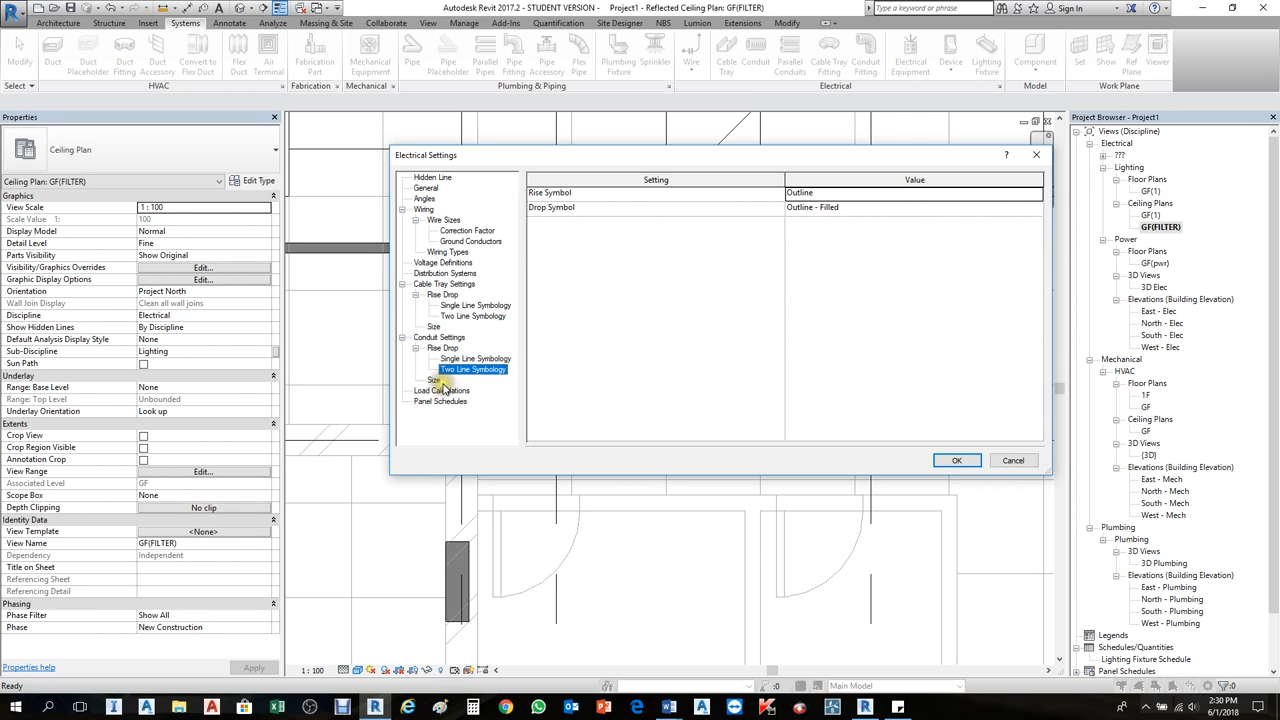 Autodesk Revit 2017.2 - STUDENT VERSION - Project1 - Reflected Ceiling Plan: GF(FILTER)
Type a keyword or phrase
Sign In
Architecture Structure Insert Systems Annotate Analyze Massing & Site Collaborate View Manage Add-Ins Quantification Site Designer NBS Lumion Extensions Modify
Modify
Duct
Duct Placeholder
Duct Fitting
Duct Accessory
Convert to Flex Duct
Flex Duct
Air Terminal
Fabrication Part
Mechanical Equipment
Pipe
Pipe Placeholder
Parallel Pipes
Pipe Fitting
Pipe Accessory
Flex Pipe
Plumbing Fixture
Sprinkler
Wire
Cable Tray
Conduit
Parallel Conduits
Cable Tray Fitting
Conduit Fitting
Electrical Equipment
Device
Lighting Fixture
Component
Set
Show
Ref Plane
Viewer
Select HVAC Fabrication Mechanical Plumbing & Piping Electrical Model Work Plane
Properties
Ceiling Plan
Ceiling Plan: GF(FILTER) Edit Type
Graphics
View Scale 1 : 100
Scale Value 1: 100
Display Model Normal
Detail Level Fine
Parts Visibility Show Original
Visibility/Graphics Overrides Edit...
Graphic Display Options Edit...
Orientation Project North
Wall Join Display Clean all wall joins
Discipline Electrical
Show Hidden Lines By Discipline
Default Analysis Display Style None
Sub-Discipline Lighting
Sun Path
Underlay
Range: Base Level None
Range: Top Level Unbounded
Underlay Orientation Look up
Extents
Crop View
Crop Region Visible
Annotation Crop
View Range Edit...
Associated Level GF
Scope Box None
Depth Clipping No clip
Identity Data
View Template <None>
View Name GF(FILTER)
Dependency Independent
Title on Sheet
Referencing Sheet
Referencing Detail
Phasing
Phase Filter Show All
Phase New Construction
Properties help Apply
Electrical Settings
Hidden Line
General
Angles
Wiring
Wire Sizes
Correction Factor
Ground Conductors
Wiring Types
Voltage Definitions
Distribution Systems
Cable Tray Settings
Rise Drop
Single Line Symbology
Two Line Symbology
Size
Conduit Settings
Rise Drop
Single Line Symbology
Two Line Symbology
Size
Load Calculations
Panel Schedules
Setting Value
Rise Symbol Outline
Drop Symbol Outline - Filled
OK Cancel
Project Browser - Project1
Views (Discipline)
Electrical
???
Lighting
Floor Plans
GF(1)
Ceiling Plans
GF(1)
GF(FILTER)
Power
Floor Plans
GF(pwr)
3D Views
3D Elec
Elevations (Building Elevation)
East - Elec
North - Elec
South - Elec
West - Elec
Mechanical
HVAC
Floor Plans
1F
GF
Ceiling Plans
GF
3D Views
{3D}
Elevations (Building Elevation)
East - Mech
North - Mech
South - Mech
West - Mech
Plumbing
Plumbing
3D Views
3D Plumbing
Elevations (Building Elevation)
East - Plumbing
North - Plumbing
South - Plumbing
West - Plumbing
Legends
Schedules/Quantities
Lighting Fixture Schedule
Panel Schedules
1 : 100
Ready :0 Main Model :0
2:30 PM
6/1/2018